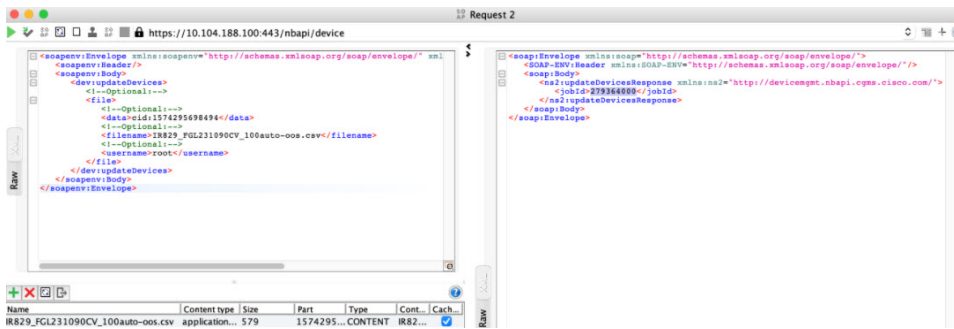 Request 2
https://10.104.188.100:443/nbapi/device
<soapenv:Envelope xmlns:soapenv="http://schemas.xmlsoap.org/soap/envelope/" xml
<soapenv:Header/>
<soapenv:Body>
<dev:updateDevices>
<!--Optional:-->
<file>
<!--Optional:-->
<data>cid:1574295698494</data>
<!--Optional:-->
<filename>IR829_FGL231090CV_100auto-oos.csv</filename>
<!--Optional:-->
<username>root</username>
</file>
</dev:updateDevices>
</soapenv:Body>
</soapenv:Envelope>
Raw
Name Content type Size Part Type Cont... Cach...
IR829_FGL231090CV_100auto-oos.csv application... 579 1574295... CONTENT IR82...
<soap:Envelope xmlns:soap="http://schemas.xmlsoap.org/soap/envelope/">
<SOAP-ENV:Header xmlns:SOAP-ENV="http://schemas.xmlsoap.org/soap/envelope/"/>
<soap:Body>
<ns2:updateDevicesResponse xmlns:ns2="http://devicemgmt.nbapi.cgms.cisco.com/">
<jobId>279364000</jobId>
</ns2:updateDevicesResponse>
</soap:Body>
</soap:Envelope>
Raw